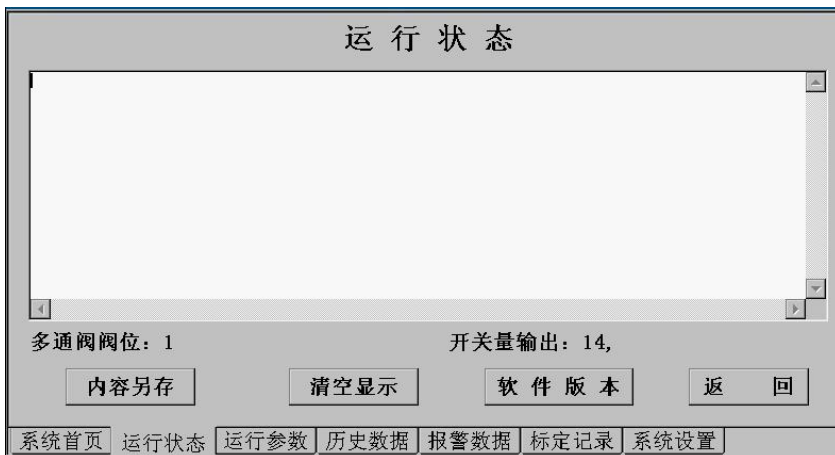 运行状态
多通阀阀位：1 开关量输出：14,
内容另存 清空显示 软件版本 返回
系统首页 运行状态 运行参数 历史数据 报警数据 标定记录 系统设置